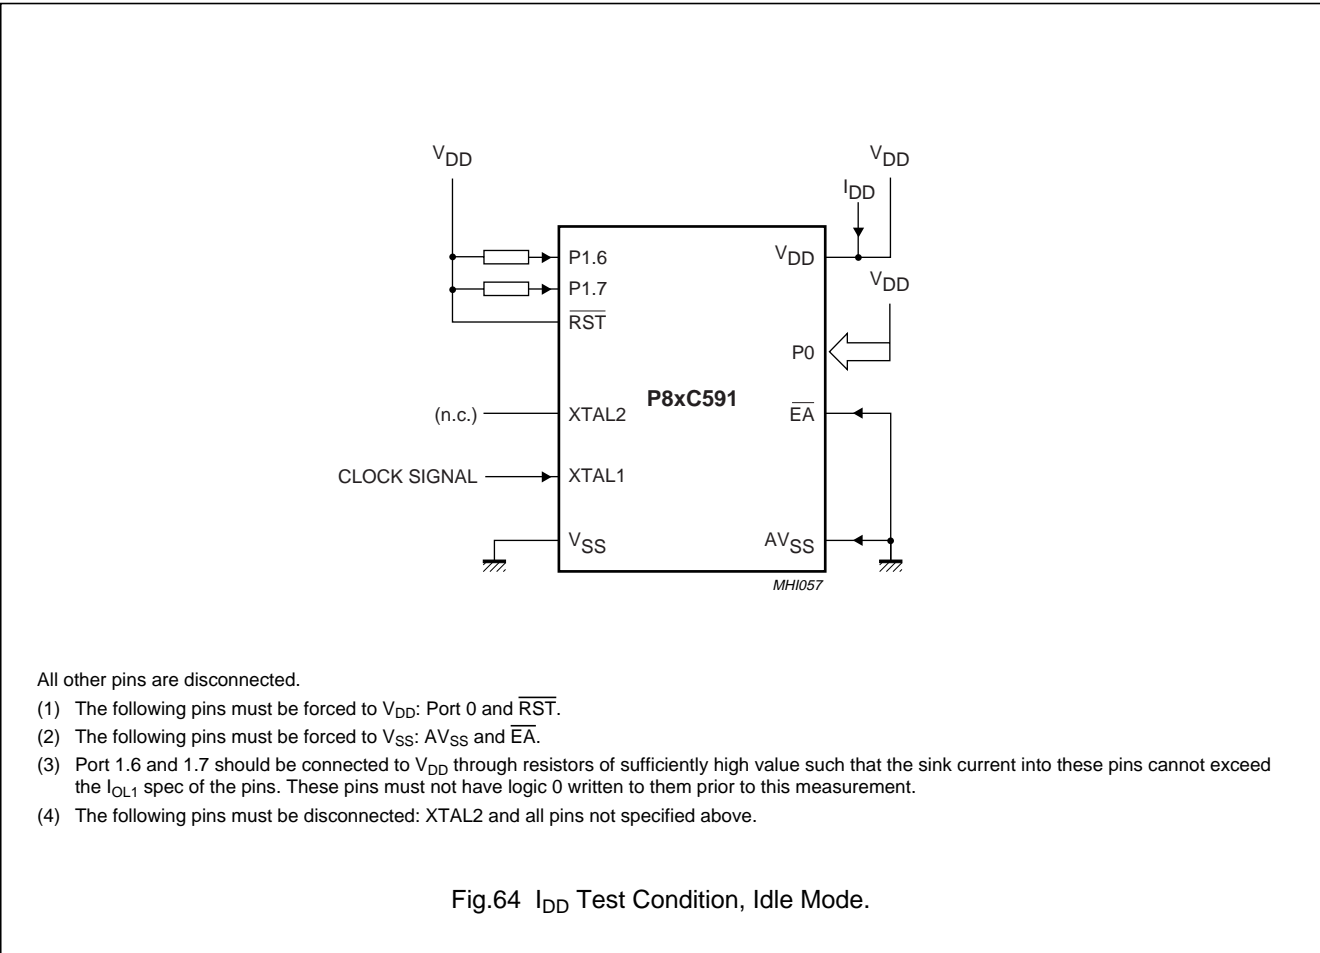 VDD
VDD
IDD
P1.6
VDD
P1.7
VDD
RST
P0
P8xC591
(n.c.)
XTAL2
EA
CLOCK SIGNAL
XTAL1
VSS
AVSS
MHI057
All other pins are disconnected.
(1) The following pins must be forced to VDD: Port 0 and RST.
(2) The following pins must be forced to VSS: AVSS and EA.
(3) Port 1.6 and 1.7 should be connected to VDD through resistors of sufficiently high value such that the sink current into these pins cannot exceed
the IOL1 spec of the pins. These pins must not have logic 0 written to them prior to this measurement.
(4) The following pins must be disconnected: XTAL2 and all pins not specified above.
Fig.64 IDD Test Condition, Idle Mode.